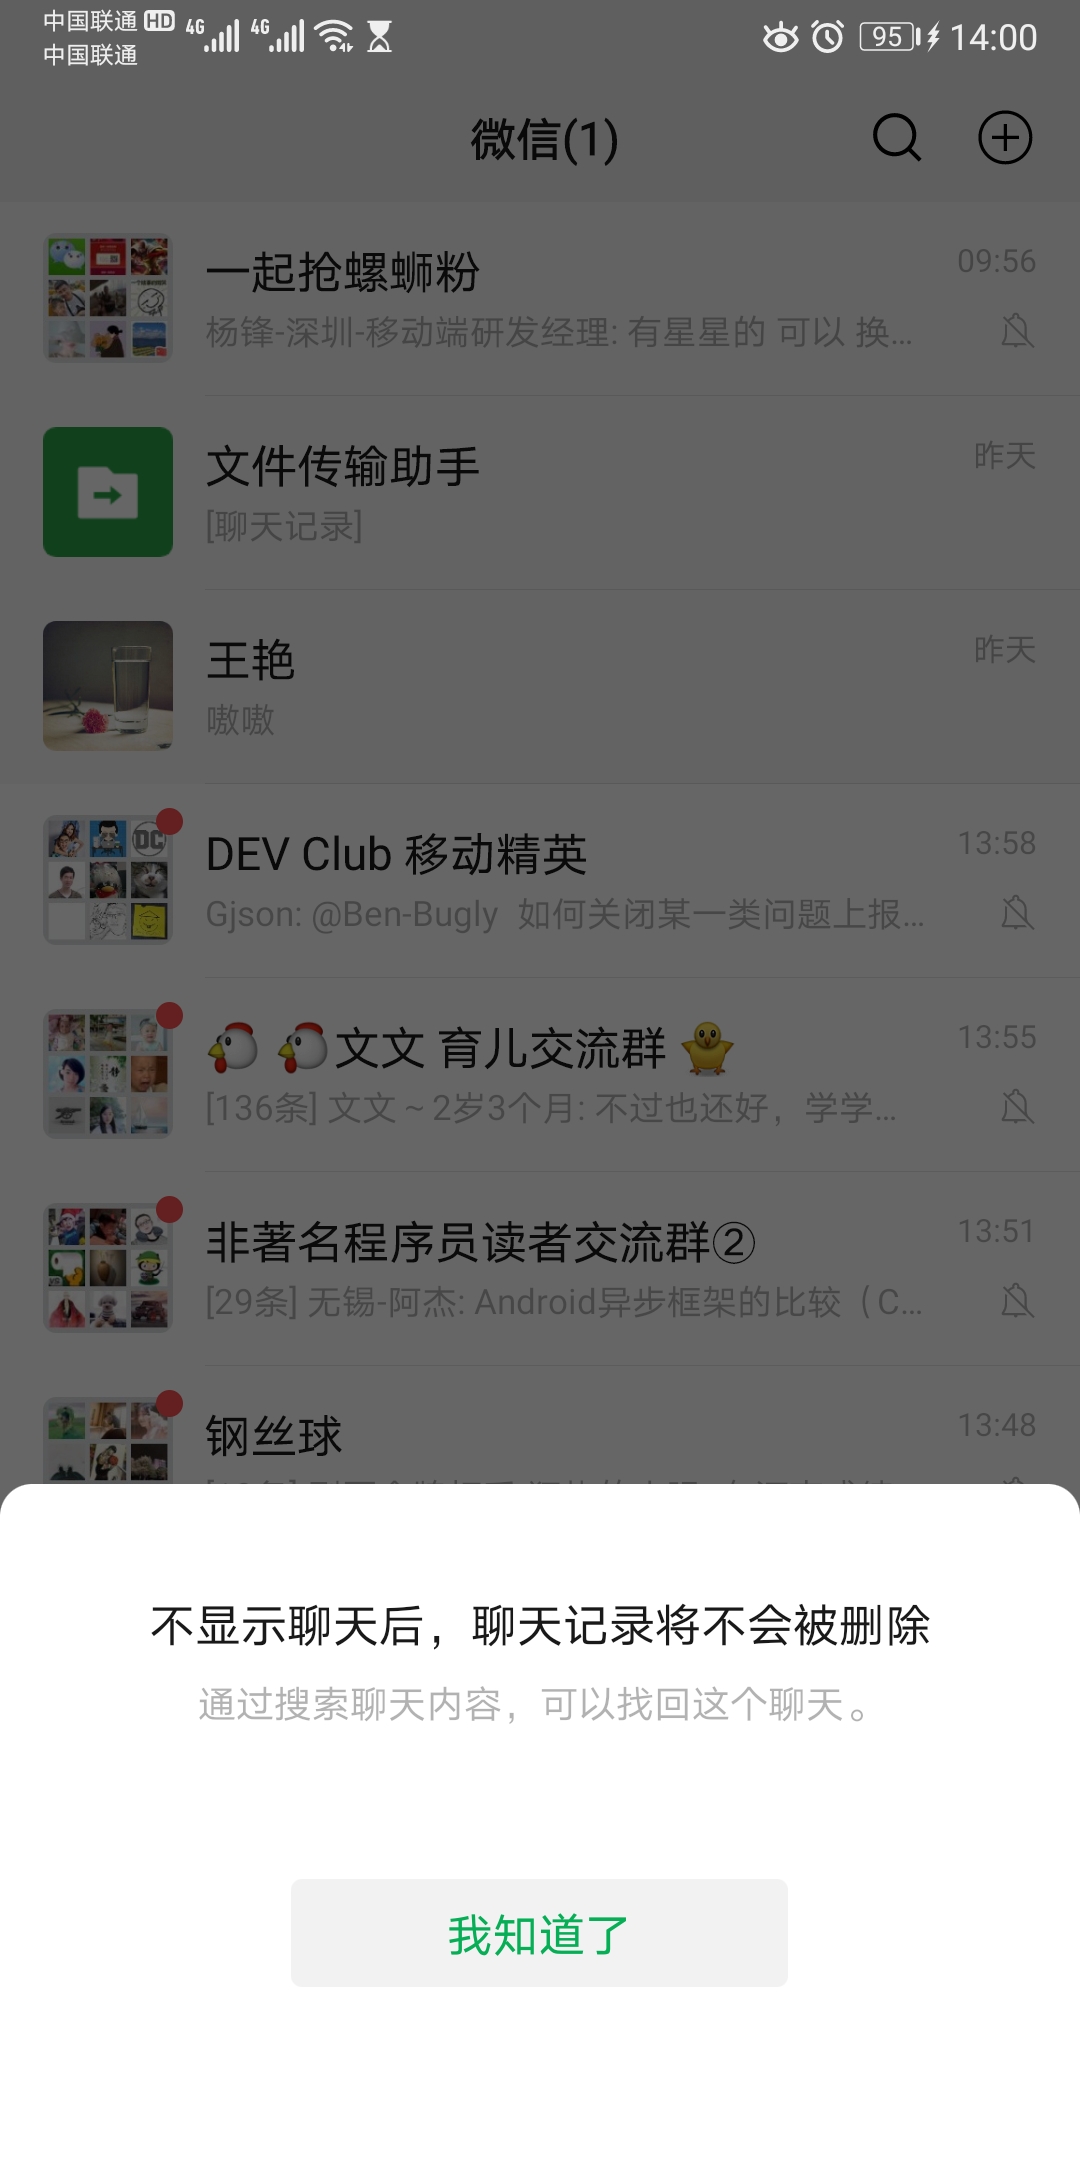 中国联通 HD 4G 4G 95 14:00
中国联通
微信(1)
一起抢螺蛳粉 09:56
杨锋-深圳-移动端研发经理: 有星星的 可以 换...
文件传输助手 昨天
[聊天记录]
王艳 昨天
嗷嗷
DEV Club 移动精英 13:58
Gjson: @Ben-Bugly 如何关闭某一类问题上报...
🐔 🐔文文 育儿交流群 🐥 13:55
[136条] 文文 ~ 2岁3个月: 不过也还好，学学...
非著名程序员读者交流群② 13:51
[29条] 无锡-阿杰: Android异步框架的比较（C...
钢丝球 13:48
不显示聊天后，聊天记录将不会被删除
通过搜索聊天内容，可以找回这个聊天。
我知道了